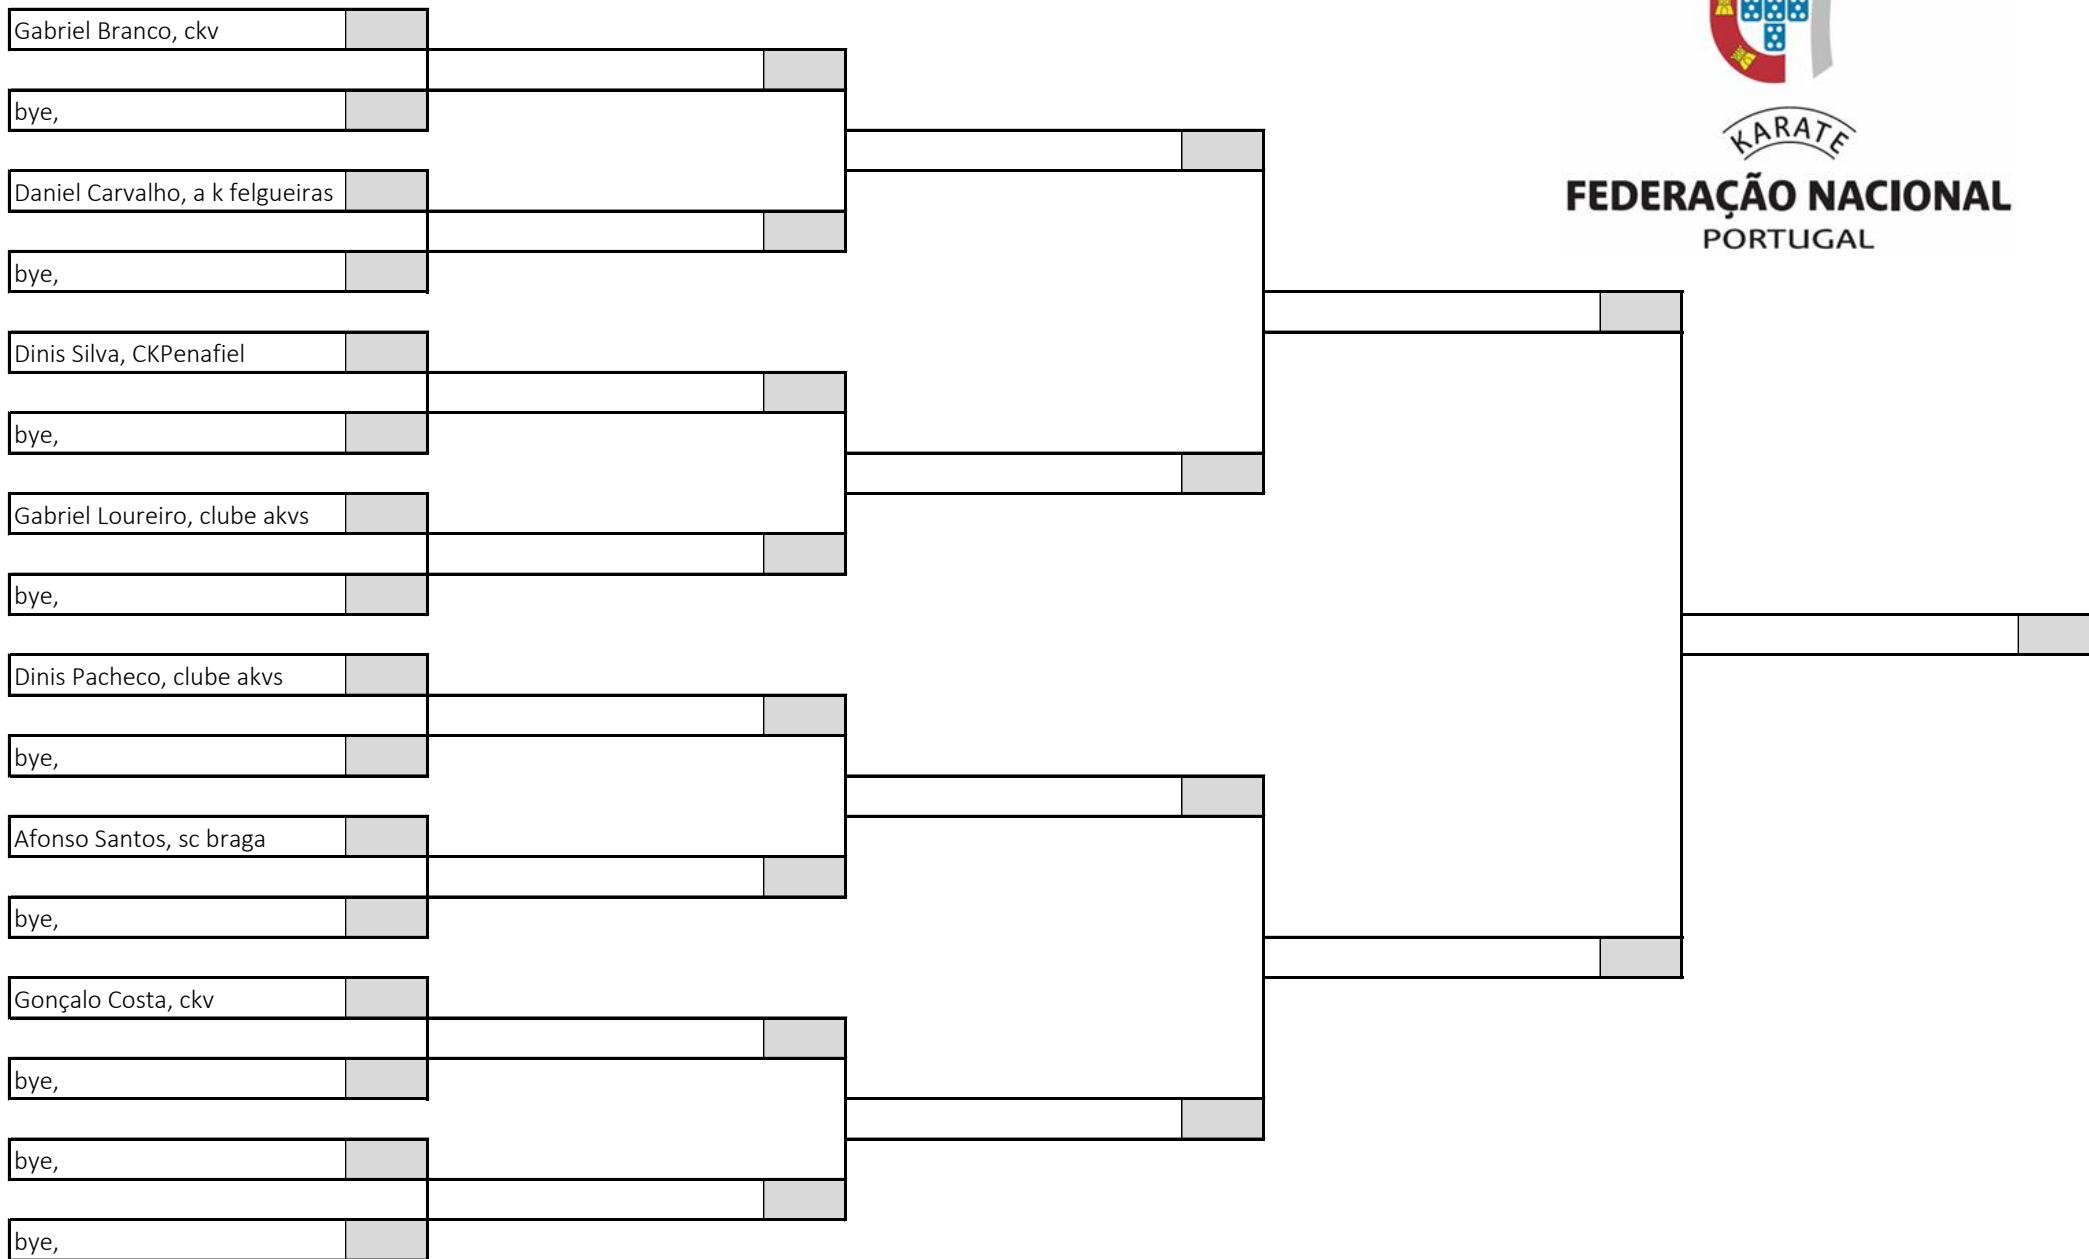 Gabriel Branco, ckv
bye,
Daniel Carvalho, a k felgueiras
bye,
Dinis Silva, CKPenafiel
bye,
Gabriel Loureiro, clube akvs
bye,
Dinis Pacheco, clube akvs
bye,
Afonso Santos, sc braga
bye,
Gonçalo Costa, ckv
bye,
bye,
bye,
KARATE
FEDERAÇÃO NACIONAL
PORTUGAL